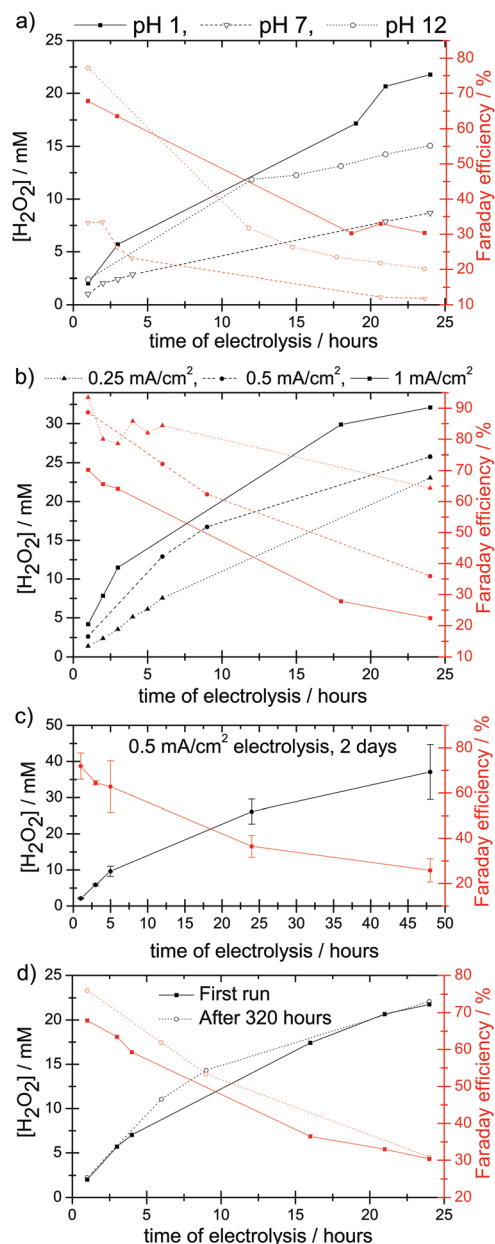 a)
pH 1, pH 7, pH 12
[H₂O₂] / mM
25
20
15
10
5
0
Faraday efficiency / %
85
80
70
60
50
40
30
20
10
0 5 10 15 20 25
time of electrolysis / hours
b)
0.25 mA/cm², 0.5 mA/cm², 1 mA/cm²
[H₂O₂] / mM
30
25
20
15
10
5
0
Faraday efficiency / %
90
80
70
60
50
40
30
20
10
0 5 10 15 20 25
time of electrolysis / hours
c)
0.5 mA/cm² electrolysis, 2 days
[H₂O₂] / mM
50
40
30
20
10
0
Faraday efficiency / %
80
60
40
20
10
0 5 10 15 20 25 30 35 40 45 50
time of electrolysis / hours
d)
First run
After 320 hours
[H₂O₂] / mM
25
20
15
10
5
0
Faraday efficiency / %
80
70
60
50
40
30
20
0 5 10 15 20 25
time of electrolysis / hours